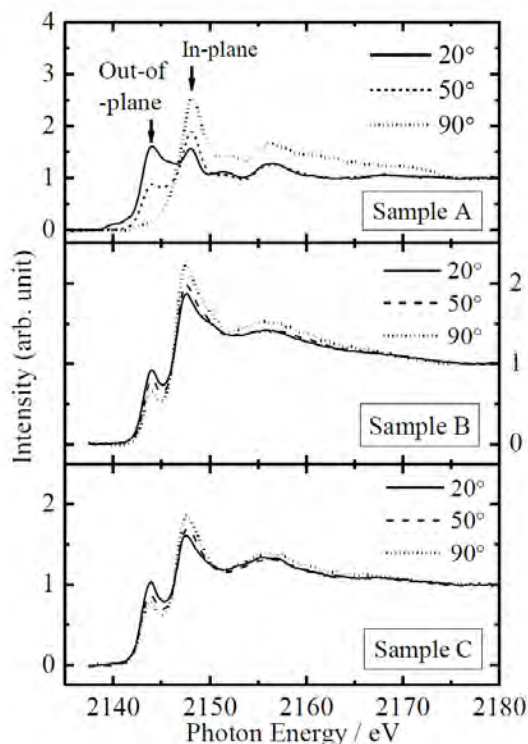 4
3
2
1
0
Out-of
-plane
In-plane
20°
50°
90°
Sample A
2
1
0
20°
50°
90°
Sample B
2
1
0
20°
50°
90°
Sample C
Intensity (arb. unit)
2140 2150 2160 2170 2180
Photon Energy / eV